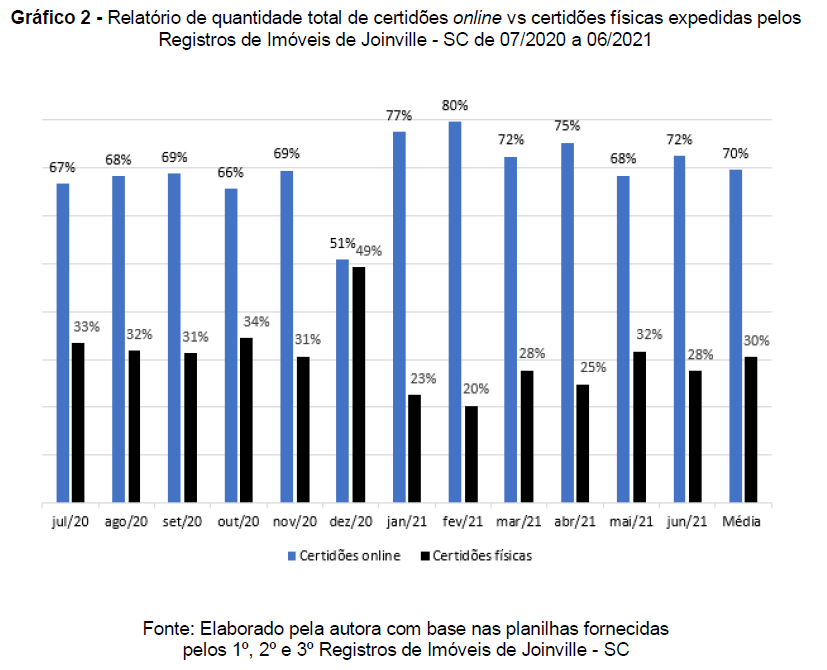 Gráfico 2 - Relatório de quantidade total de certidões online vs certidões físicas expedidas pelos
Registros de Imóveis de Joinville - SC de 07/2020 a 06/2021
67% 68% 69% 66% 69% 51% 77% 80% 72% 75% 68% 72% 70%
33% 32% 31% 34% 31% 49% 23% 20% 28% 25% 32% 28% 30%
jul/20 ago/20 set/20 out/20 nov/20 dez/20 jan/21 fev/21 mar/21 abr/21 mai/21 jun/21 Média
Certidões online Certidões físicas
Fonte: Elaborado pela autora com base nas planilhas fornecidas
pelos 1º, 2º e 3º Registros de Imóveis de Joinville - SC